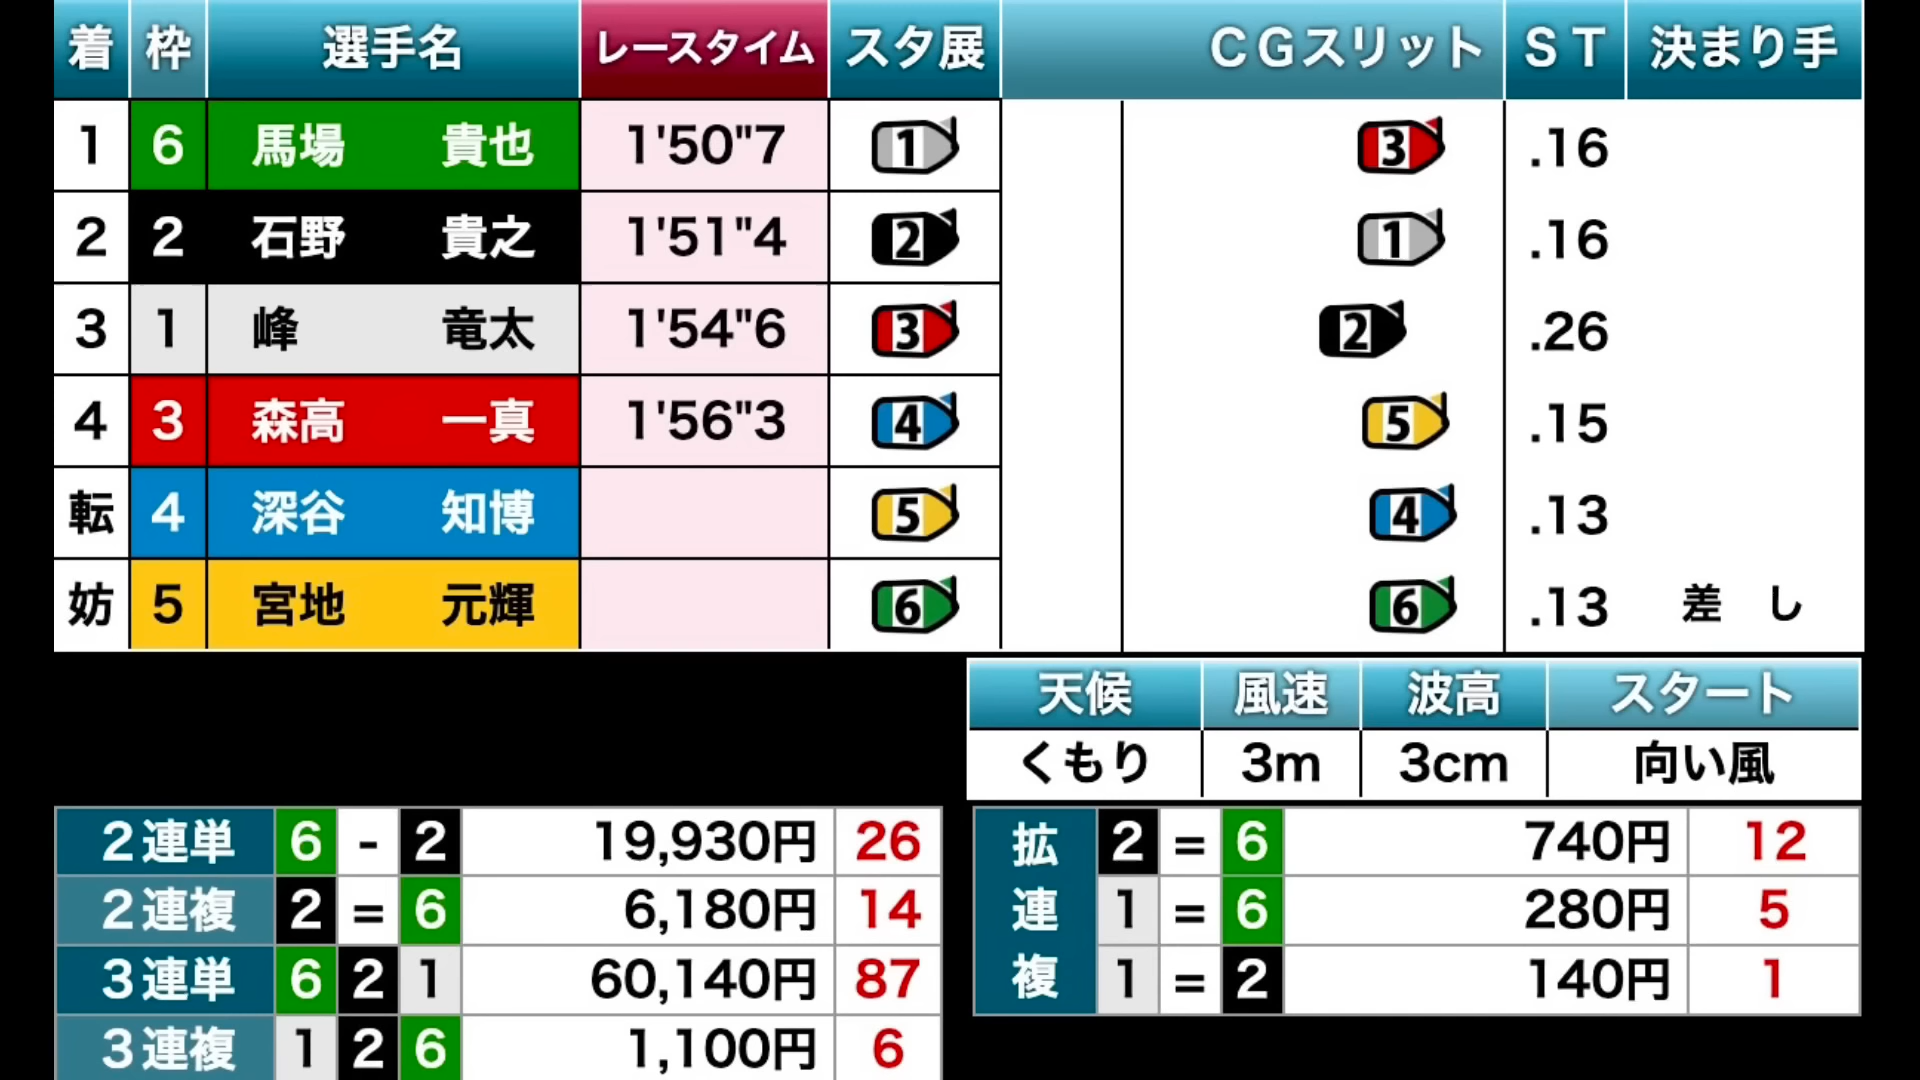 着 枠 選手名 レースタイム スタ展 CGスリット ST 決まり手
1 6 馬場 貴也 1'50"7 1 3 .16
2 2 石野 貴之 1'51"4 2 1 .16
3 1 峰 竜太 1'54"6 3 2 .26
4 3 森高 一真 1'56"3 4 5 .15
転 4 深谷 知博 5 4 .13
妨 5 宮地 元輝 6 6 .13 差し
天候 風速 波高 スタート
くもり 3m 3cm 向い風
2連単 6 - 2 19,930円 26
2連複 2 = 6 6,180円 14
3連単 6 2 1 60,140円 87
3連複 1 2 6 1,100円 6
拡連複 2 = 6 740円 12
1 = 6 280円 5
1 = 2 140円 1